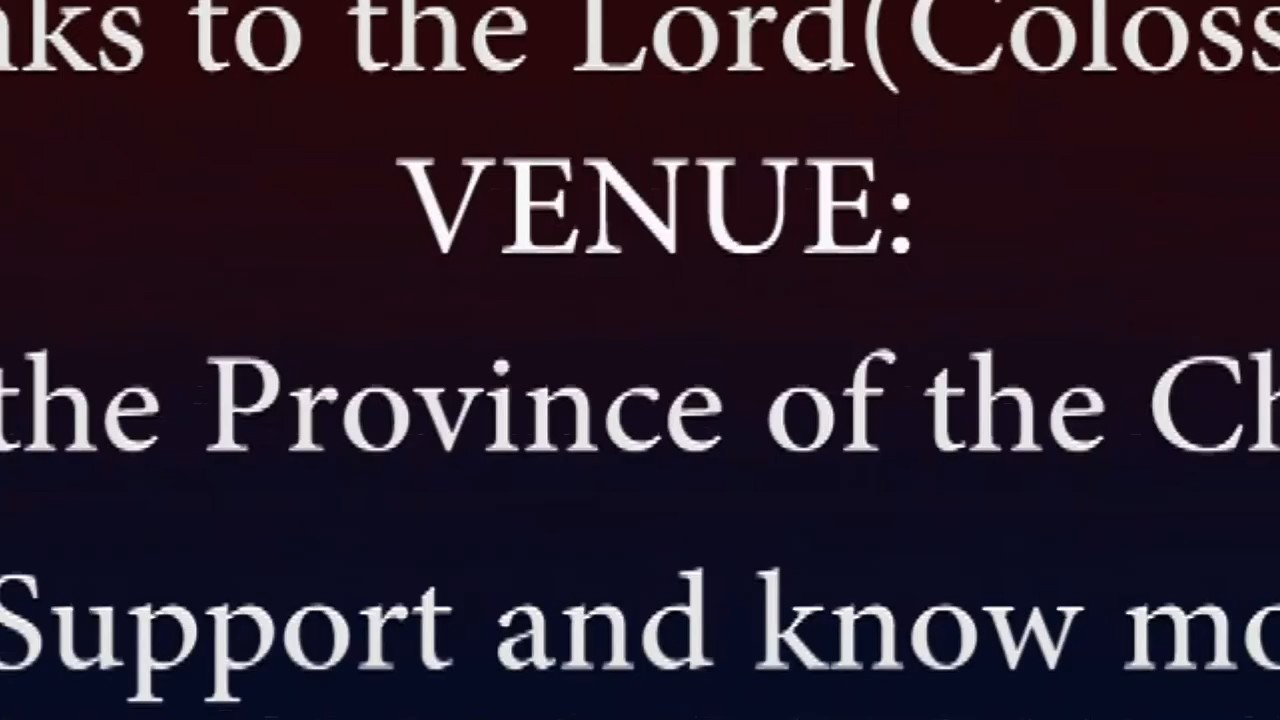 nks to the Lord(Coloss
VENUE:
the Province of the Ch
Support and know mo